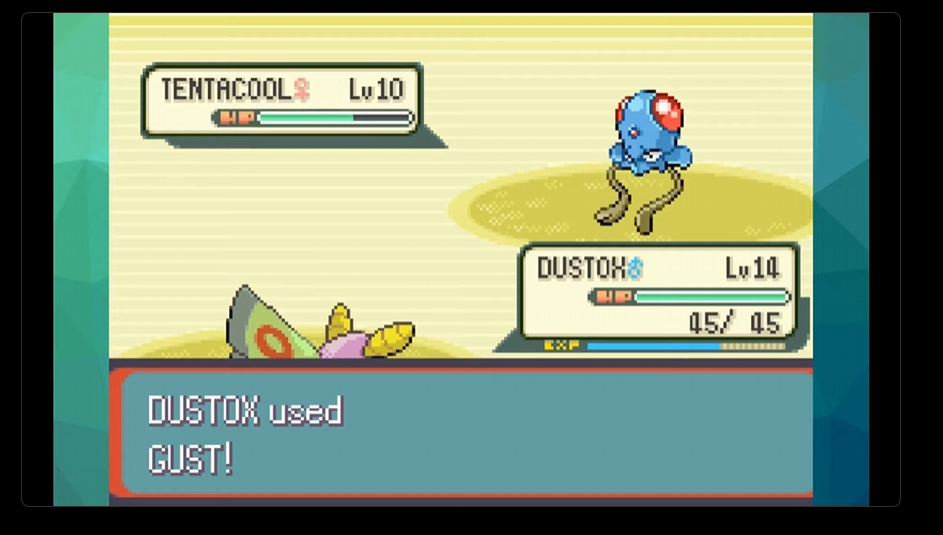 TENTACOOL♀ Lv10
HP
DUSTOX♂ Lv14
HP
45/ 45
EXP
DUSTOX used
GUST!